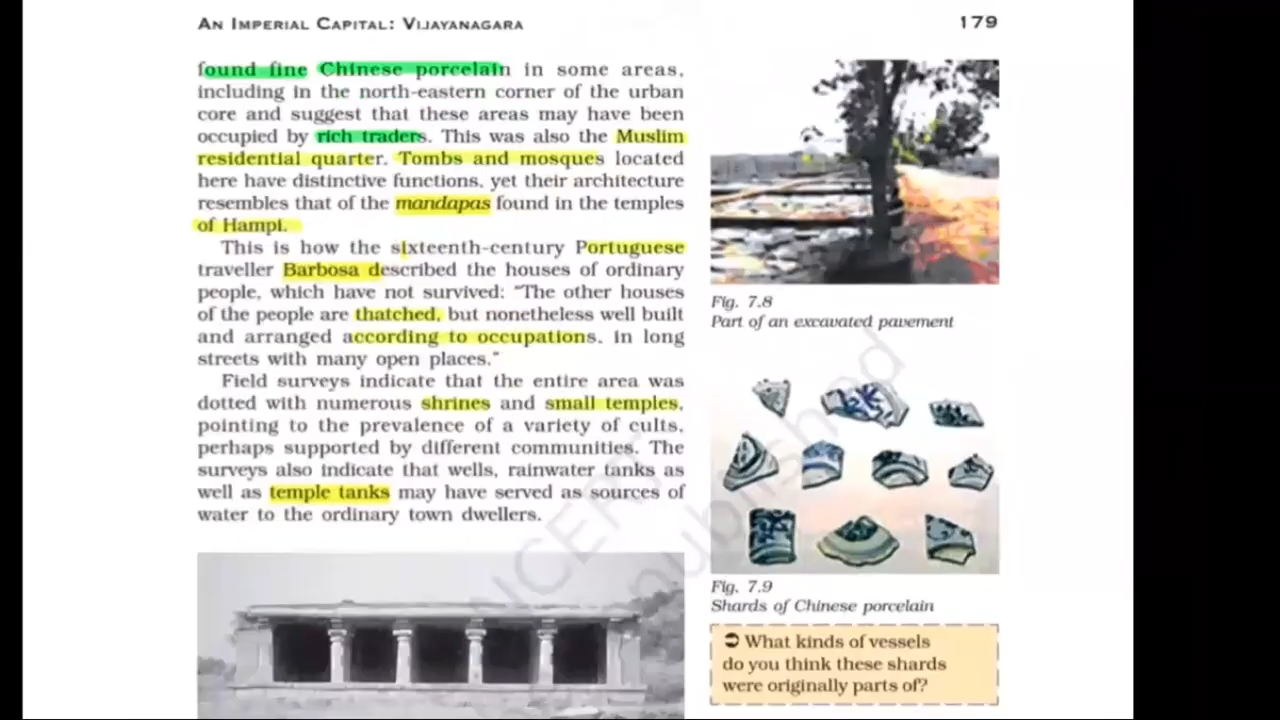 AN IMPERIAL CAPITAL: VIJAYANAGARA
179
found fine Chinese porcelain in some areas,
including in the north-eastern corner of the urban
core and suggest that these areas may have been
occupied by rich traders. This was also the Muslim
residential quarter. Tombs and mosques located
here have distinctive functions, yet their architecture
resembles that of the mandapas found in the temples
of Hampi.
This is how the sixteenth-century Portuguese
traveller Barbosa described the houses of ordinary
people, which have not survived: “The other houses
of the people are thatched, but nonetheless well built
and arranged according to occupations, in long
streets with many open places.”
Field surveys indicate that the entire area was
dotted with numerous shrines and small temples,
pointing to the prevalence of a variety of cults,
perhaps supported by different communities. The
surveys also indicate that wells, rainwater tanks as
well as temple tanks may have served as sources of
water to the ordinary town dwellers.
Fig. 7.8
Part of an excavated pavement
Fig. 7.9
Shards of Chinese porcelain
➲ What kinds of vessels
do you think these shards
were originally parts of?
NCERT